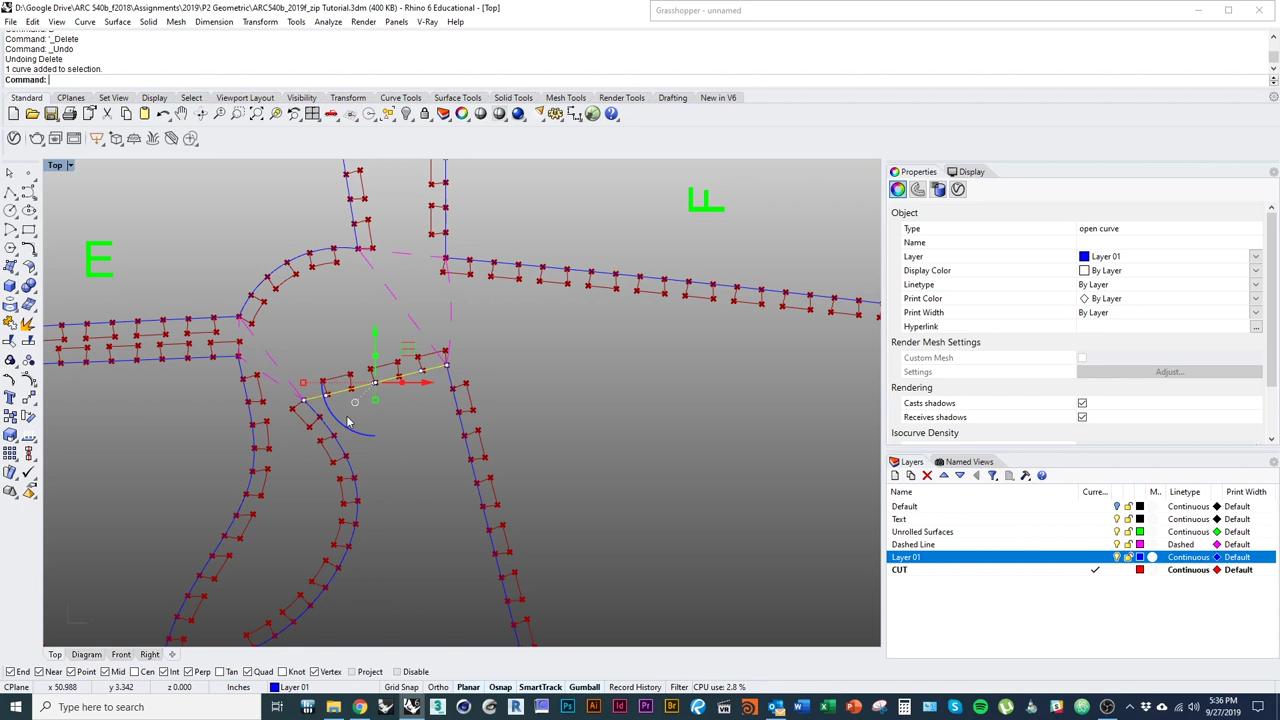 D:\Google Drive\ARC 540b_f2018\Assignments\P2 Geometric\ARC540b_2019f_zip Tutorial.3dm (400 KB) - Rhino 6 Educational - [Top]
Grasshopper - unnamed
File Edit View Curve Surface Solid Mesh Dimension Transform Tools Analyze Render Panels V-Ray Help
Command: '_Delete
Command: _Undo
Undoing Delete
1 curve added to selection.
Command:
Standard CPlanes Set View Display Select Viewport Layout Visibility Transform Curve Tools Surface Tools Solid Tools Mesh Tools Render Tools Drafting New in V6
Top
E
F
Properties Display
Object
Type open curve
Name
Layer Layer 01
Display Color By Layer
Linetype By Layer
Print Color By Layer
Print Width By Layer
Hyperlink ...
Render Mesh Settings
Custom Mesh
Settings Adjust...
Rendering
Casts shadows
Receives shadows
Isocurve Density
Layers Named Views
Name Curre... M... Linetype Print Width
Default Continuous Default
Text Continuous Default
Unrolled Surfaces Continuous Default
Dashed Line Dashed Default
Layer 01 Continuous Default
CUT Continuous Default
Top Diagram Front Right
End Near Point Mid Cen Int Perp Tan Quad Knot Vertex Project Disable
CPlane x 50.988 y 3.342 z 0.000 Inches Layer 01 Grid Snap Ortho Planar Osnap SmartTrack Gumball Record History Filter CPU use: 2.8 %
Type here to search
5:36 PM
9/27/2019